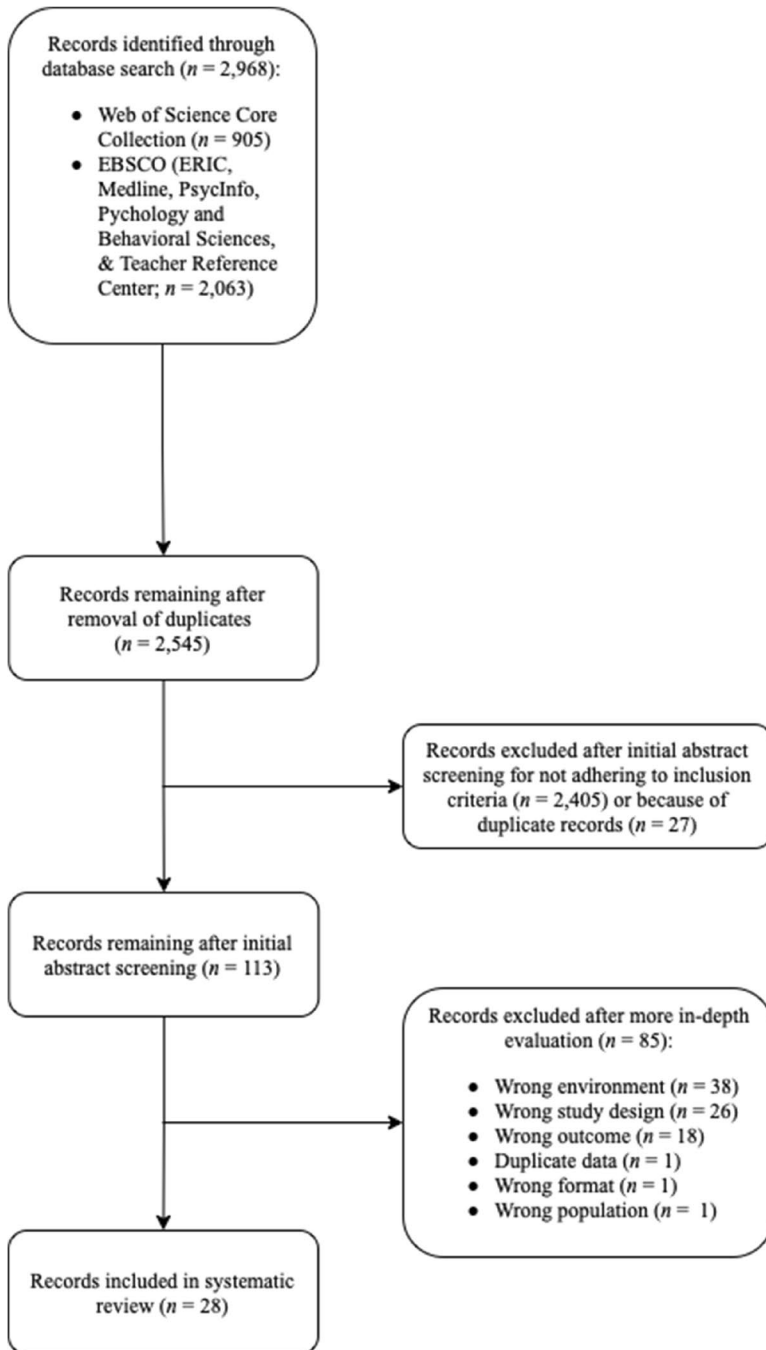 Records identified through
database search (n = 2,968):
● Web of Science Core
Collection (n = 905)
● EBSCO (ERIC,
Medline, PsycInfo,
Pychology and
Behavioral Sciences,
& Teacher Reference
Center; n = 2,063)
Records remaining after
removal of duplicates
(n = 2,545)
Records excluded after initial abstract
screening for not adhering to inclusion
criteria (n = 2,405) or because of
duplicate records (n = 27)
Records remaining after initial
abstract screening (n = 113)
Records excluded after more in-depth
evaluation (n = 85):
● Wrong environment (n = 38)
● Wrong study design (n = 26)
● Wrong outcome (n = 18)
● Duplicate data (n = 1)
● Wrong format (n = 1)
● Wrong population (n = 1)
Records included in systematic
review (n = 28)